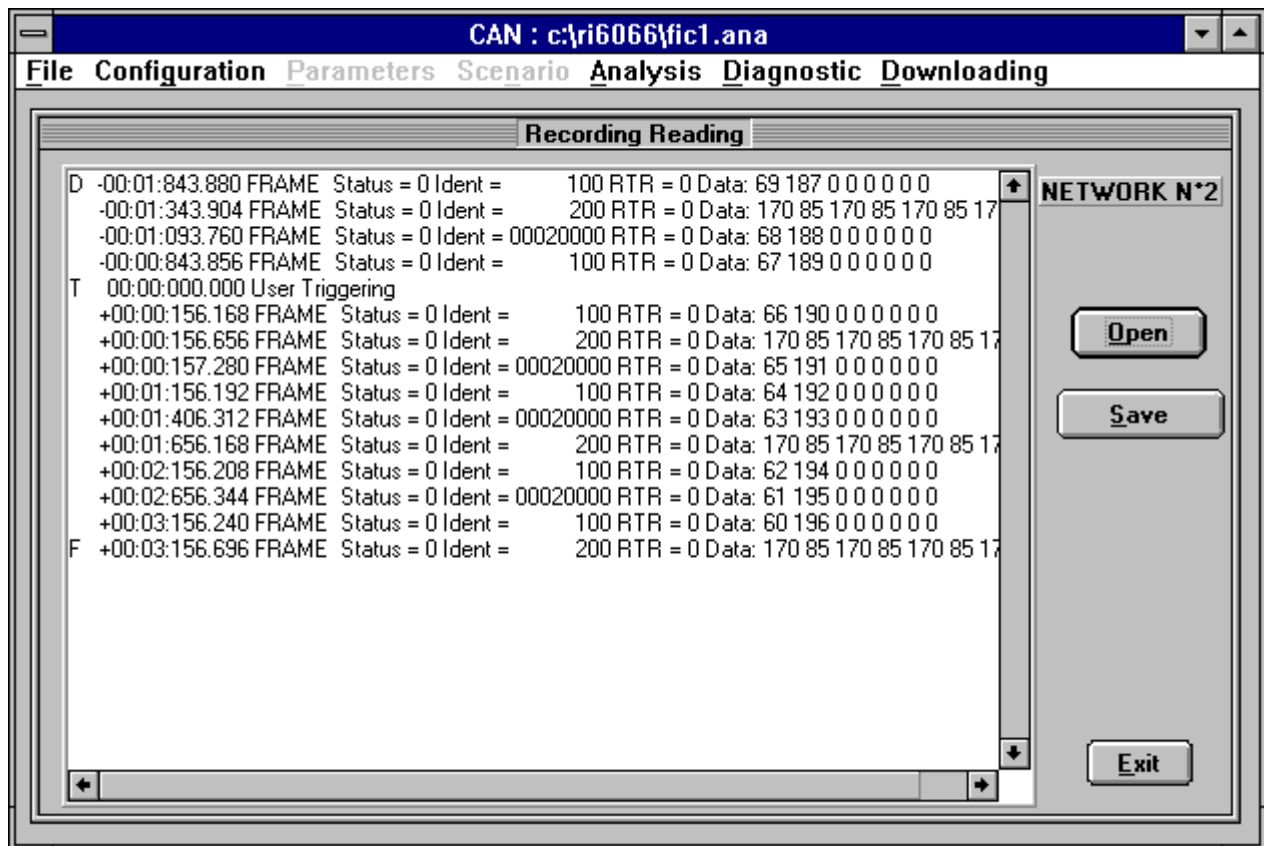 CAN : c:\ri6066\fic1.ana
File Configuration Parameters Scenario Analysis Diagnostic Downloading
Recording Reading
D -00:01:843.880 FRAME Status = 0 Ident = 100 RTR = 0 Data: 69 187 0 0 0 0 0 0
-00:01:343.904 FRAME Status = 0 Ident = 200 RTR = 0 Data: 170 85 170 85 170 85 17
-00:01:093.760 FRAME Status = 0 Ident = 00020000 RTR = 0 Data: 68 188 0 0 0 0 0 0
-00:00:843.856 FRAME Status = 0 Ident = 100 RTR = 0 Data: 67 189 0 0 0 0 0 0
T 00:00:000.000 User Triggering
+00:00:156.168 FRAME Status = 0 Ident = 100 RTR = 0 Data: 66 190 0 0 0 0 0 0
+00:00:156.656 FRAME Status = 0 Ident = 200 RTR = 0 Data: 170 85 170 85 170 85 17
+00:00:157.280 FRAME Status = 0 Ident = 00020000 RTR = 0 Data: 65 191 0 0 0 0 0 0
+00:01:156.192 FRAME Status = 0 Ident = 100 RTR = 0 Data: 64 192 0 0 0 0 0 0
+00:01:406.312 FRAME Status = 0 Ident = 00020000 RTR = 0 Data: 63 193 0 0 0 0 0 0
+00:01:656.168 FRAME Status = 0 Ident = 200 RTR = 0 Data: 170 85 170 85 170 85 17
+00:02:156.208 FRAME Status = 0 Ident = 100 RTR = 0 Data: 62 194 0 0 0 0 0 0
+00:02:656.344 FRAME Status = 0 Ident = 00020000 RTR = 0 Data: 61 195 0 0 0 0 0 0
+00:03:156.240 FRAME Status = 0 Ident = 100 RTR = 0 Data: 60 196 0 0 0 0 0 0
F +00:03:156.696 FRAME Status = 0 Ident = 200 RTR = 0 Data: 170 85 170 85 170 85 17
NETWORK N°2
Open
Save
Exit